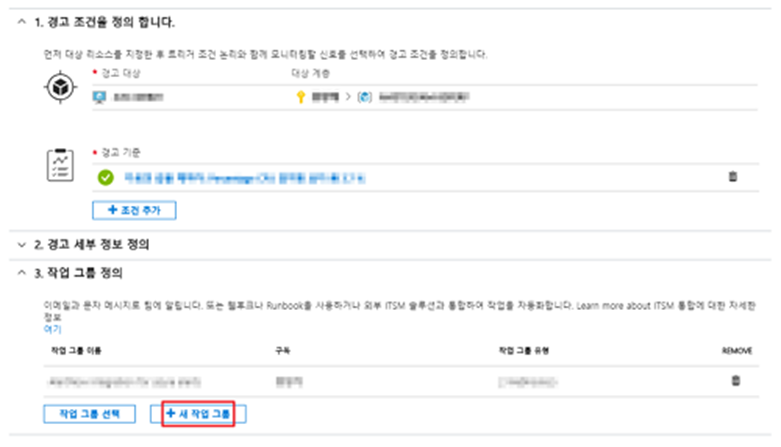 1. 경고 조건을 정의 합니다.
먼저 대상 리소스를 지정한 후 트리거 조건 논리와 함께 모니터링할 신호를 선택하여 경고 조건을 정의합니다.
* 경고 대상 대상 계층
>
* 경고 기준
+ 조건 추가
2. 경고 세부 정보 정의
3. 작업 그룹 정의
이메일과 문자 메시지로 팀에 알립니다. 또는 웹후크나 Runbook을 사용하거나 외부 ITSM 솔루션과 통합하여 작업을 자동화합니다. Learn more about ITSM 통합에 대한 자세한
정보
여기
작업 그룹 이름 구독 작업 그룹 유형 REMOVE
작업 그룹 선택 + 새 작업 그룹